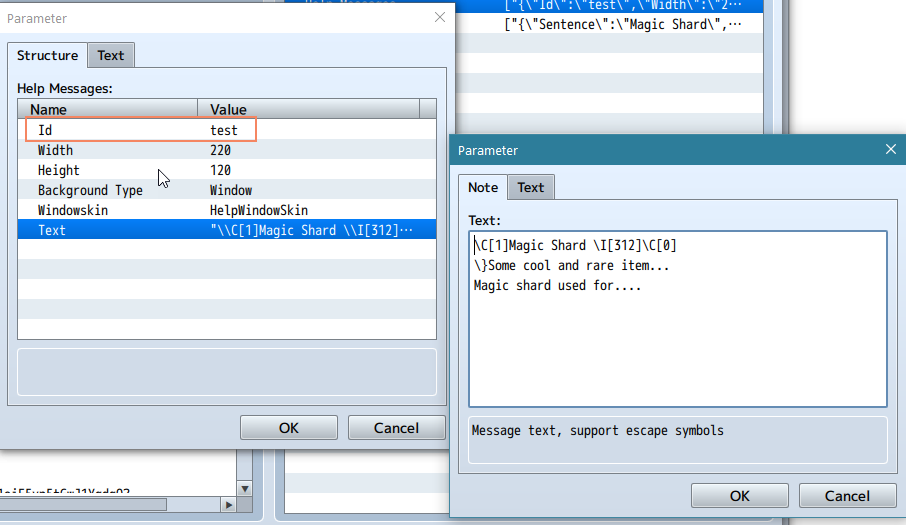 Parameter
Structure
Text
Help Messages:
Name
Value
Id
test
Width
220
Height
120
Background Type
Window
Windowskin
HelpWindowSkin
Text
"\\C[1]Magic Shard \\I[312]…
OK
Cancel
["{\"Id\":\"test\",\"Width\":\"2…
["{\"Sentence\":\"Magic Shard\",…
Parameter
Note
Text
Text:
\C[1]Magic Shard \I[312]\C[0]
\}Some cool and rare item...
Magic shard used for....
Message text, support escape symbols
OK
Cancel